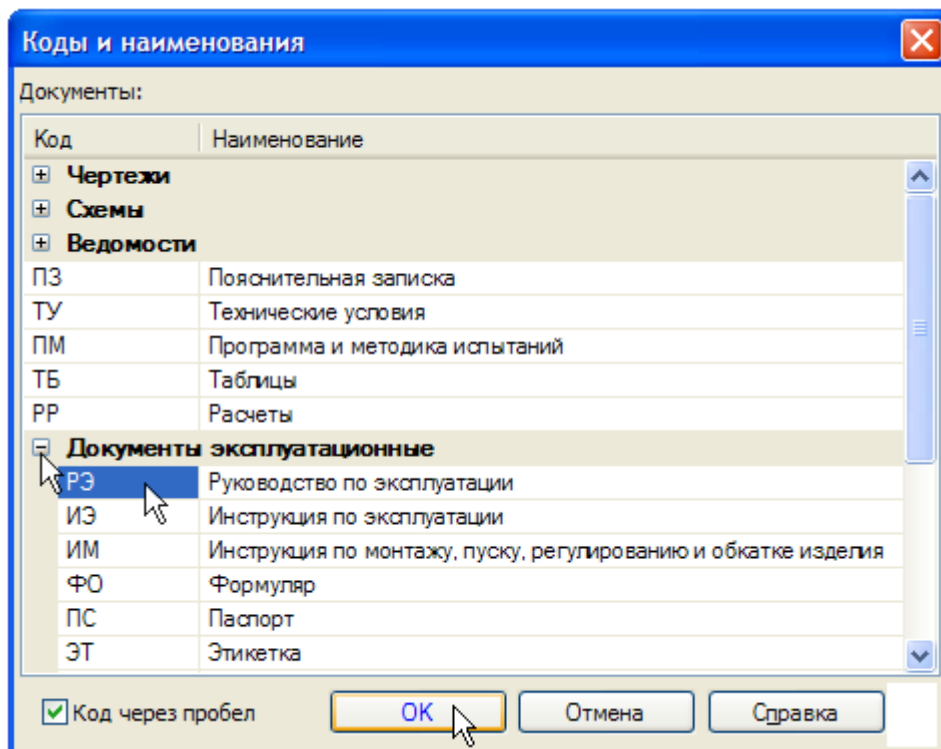 Коды и наименования
Документы:
Код Наименование
Чертежи
Схемы
Ведомости
ПЗ Пояснительная записка
ТУ Технические условия
ПМ Программа и методика испытаний
ТБ Таблицы
РР Расчеты
Документы эксплуатационные
РЭ Руководство по эксплуатации
ИЭ Инструкция по эксплуатации
ИМ Инструкция по монтажу, пуску, регулированию и обкатке изделия
ФО Формуляр
ПС Паспорт
ЭТ Этикетка
Код через пробел ОК Отмена Справка